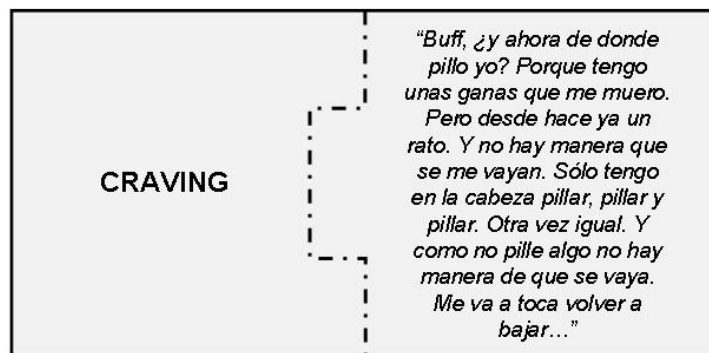 CRAVING
“Buff, ¿y ahora de donde
pillo yo? Porque tengo
unas ganas que me muero.
Pero desde hace ya un
rato. Y no hay manera que
se me vayan. Sólo tengo
en la cabeza pillar, pillar y
pillar. Otra vez igual. Y
como no pille algo no hay
manera de que se vaya.
Me va a toca volver a
bajar…”